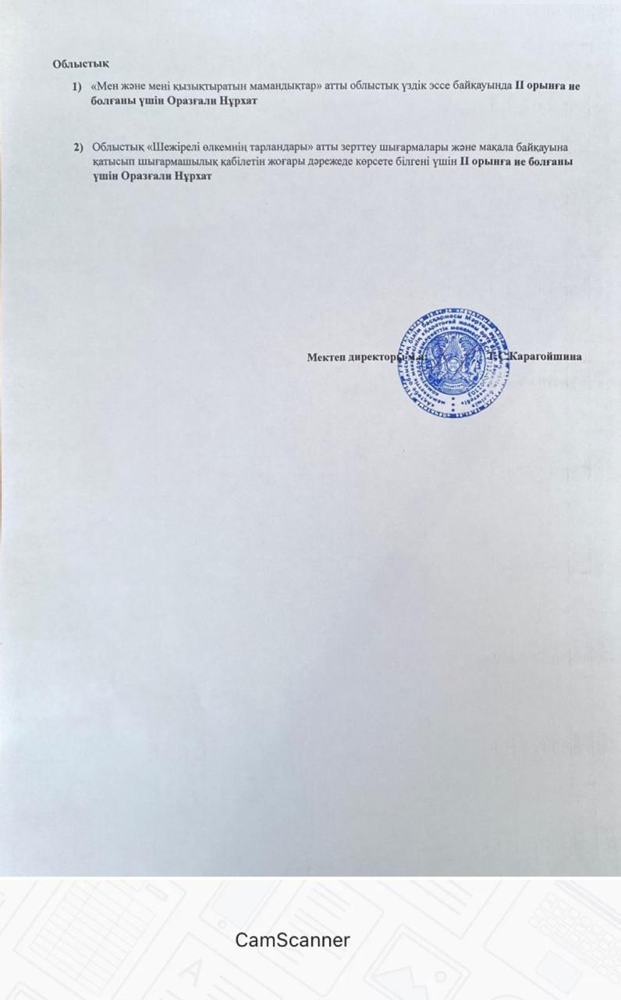 Облыстық
1) «Мен және мені қызықтыратын мамандықтар» атты облыстық үздік эссе байқауында II орынға ие
болғаны үшін Оразғали Нұрхат
2) Облыстық «Шежірелі өлкемнің тарландары» атты зерттеу шығармалары және мақала байқауына
қатысып шығармашылық қабілетін жоғары дәрежеде көрсете білгені үшін II орынға ие болғаны
үшін Оразғали Нұрхат
Мектеп директоры м.а: Т.С.Карагойшина
CamScanner